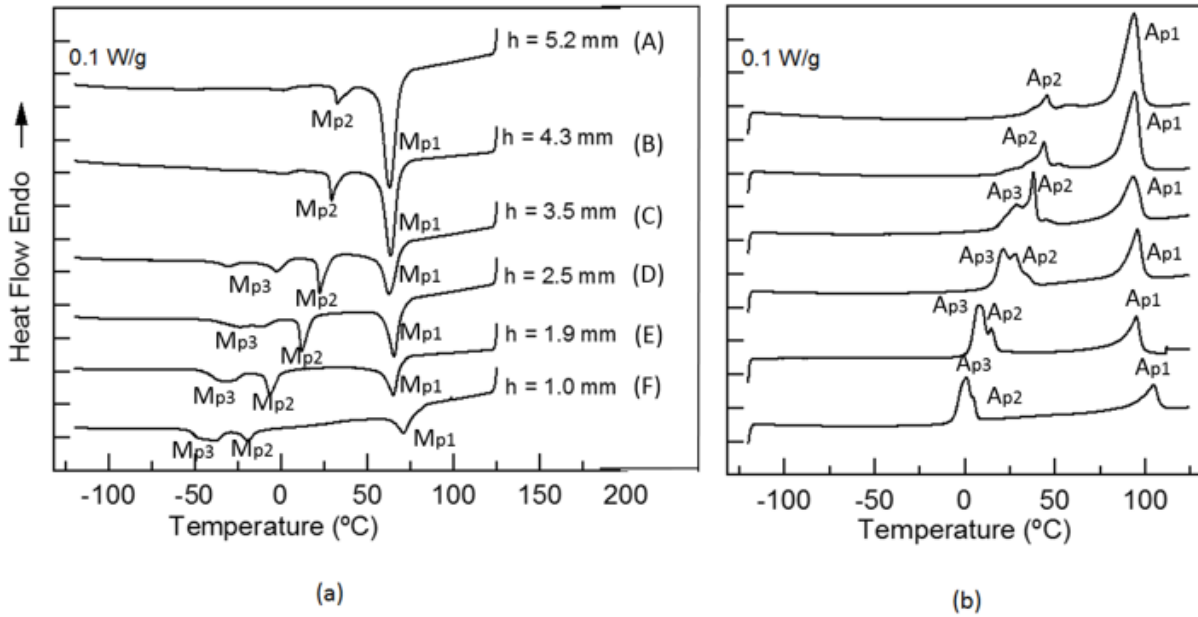 0.1 W/g
h = 5.2 mm (A)
Mp2
Mp1
h = 4.3 mm (B)
Mp2
Mp1
h = 3.5 mm (C)
Mp3
Mp2
Mp1
h = 2.5 mm (D)
Mp3
Mp2
Mp1
h = 1.9 mm (E)
Mp3
Mp2
Mp1
h = 1.0 mm (F)
Mp3
Mp2
Mp1
Heat Flow Endo
-100 -50 0 50 100 150 200
Temperature (ºC)
(a)
0.1 W/g
Ap1
Ap2
Ap1
Ap2
Ap3
Ap2
Ap1
Ap3
Ap2
Ap1
Ap3
Ap2
Ap1
Ap3
Ap2
Ap1
-100 -50 0 50 100
Temperature (ºC)
(b)